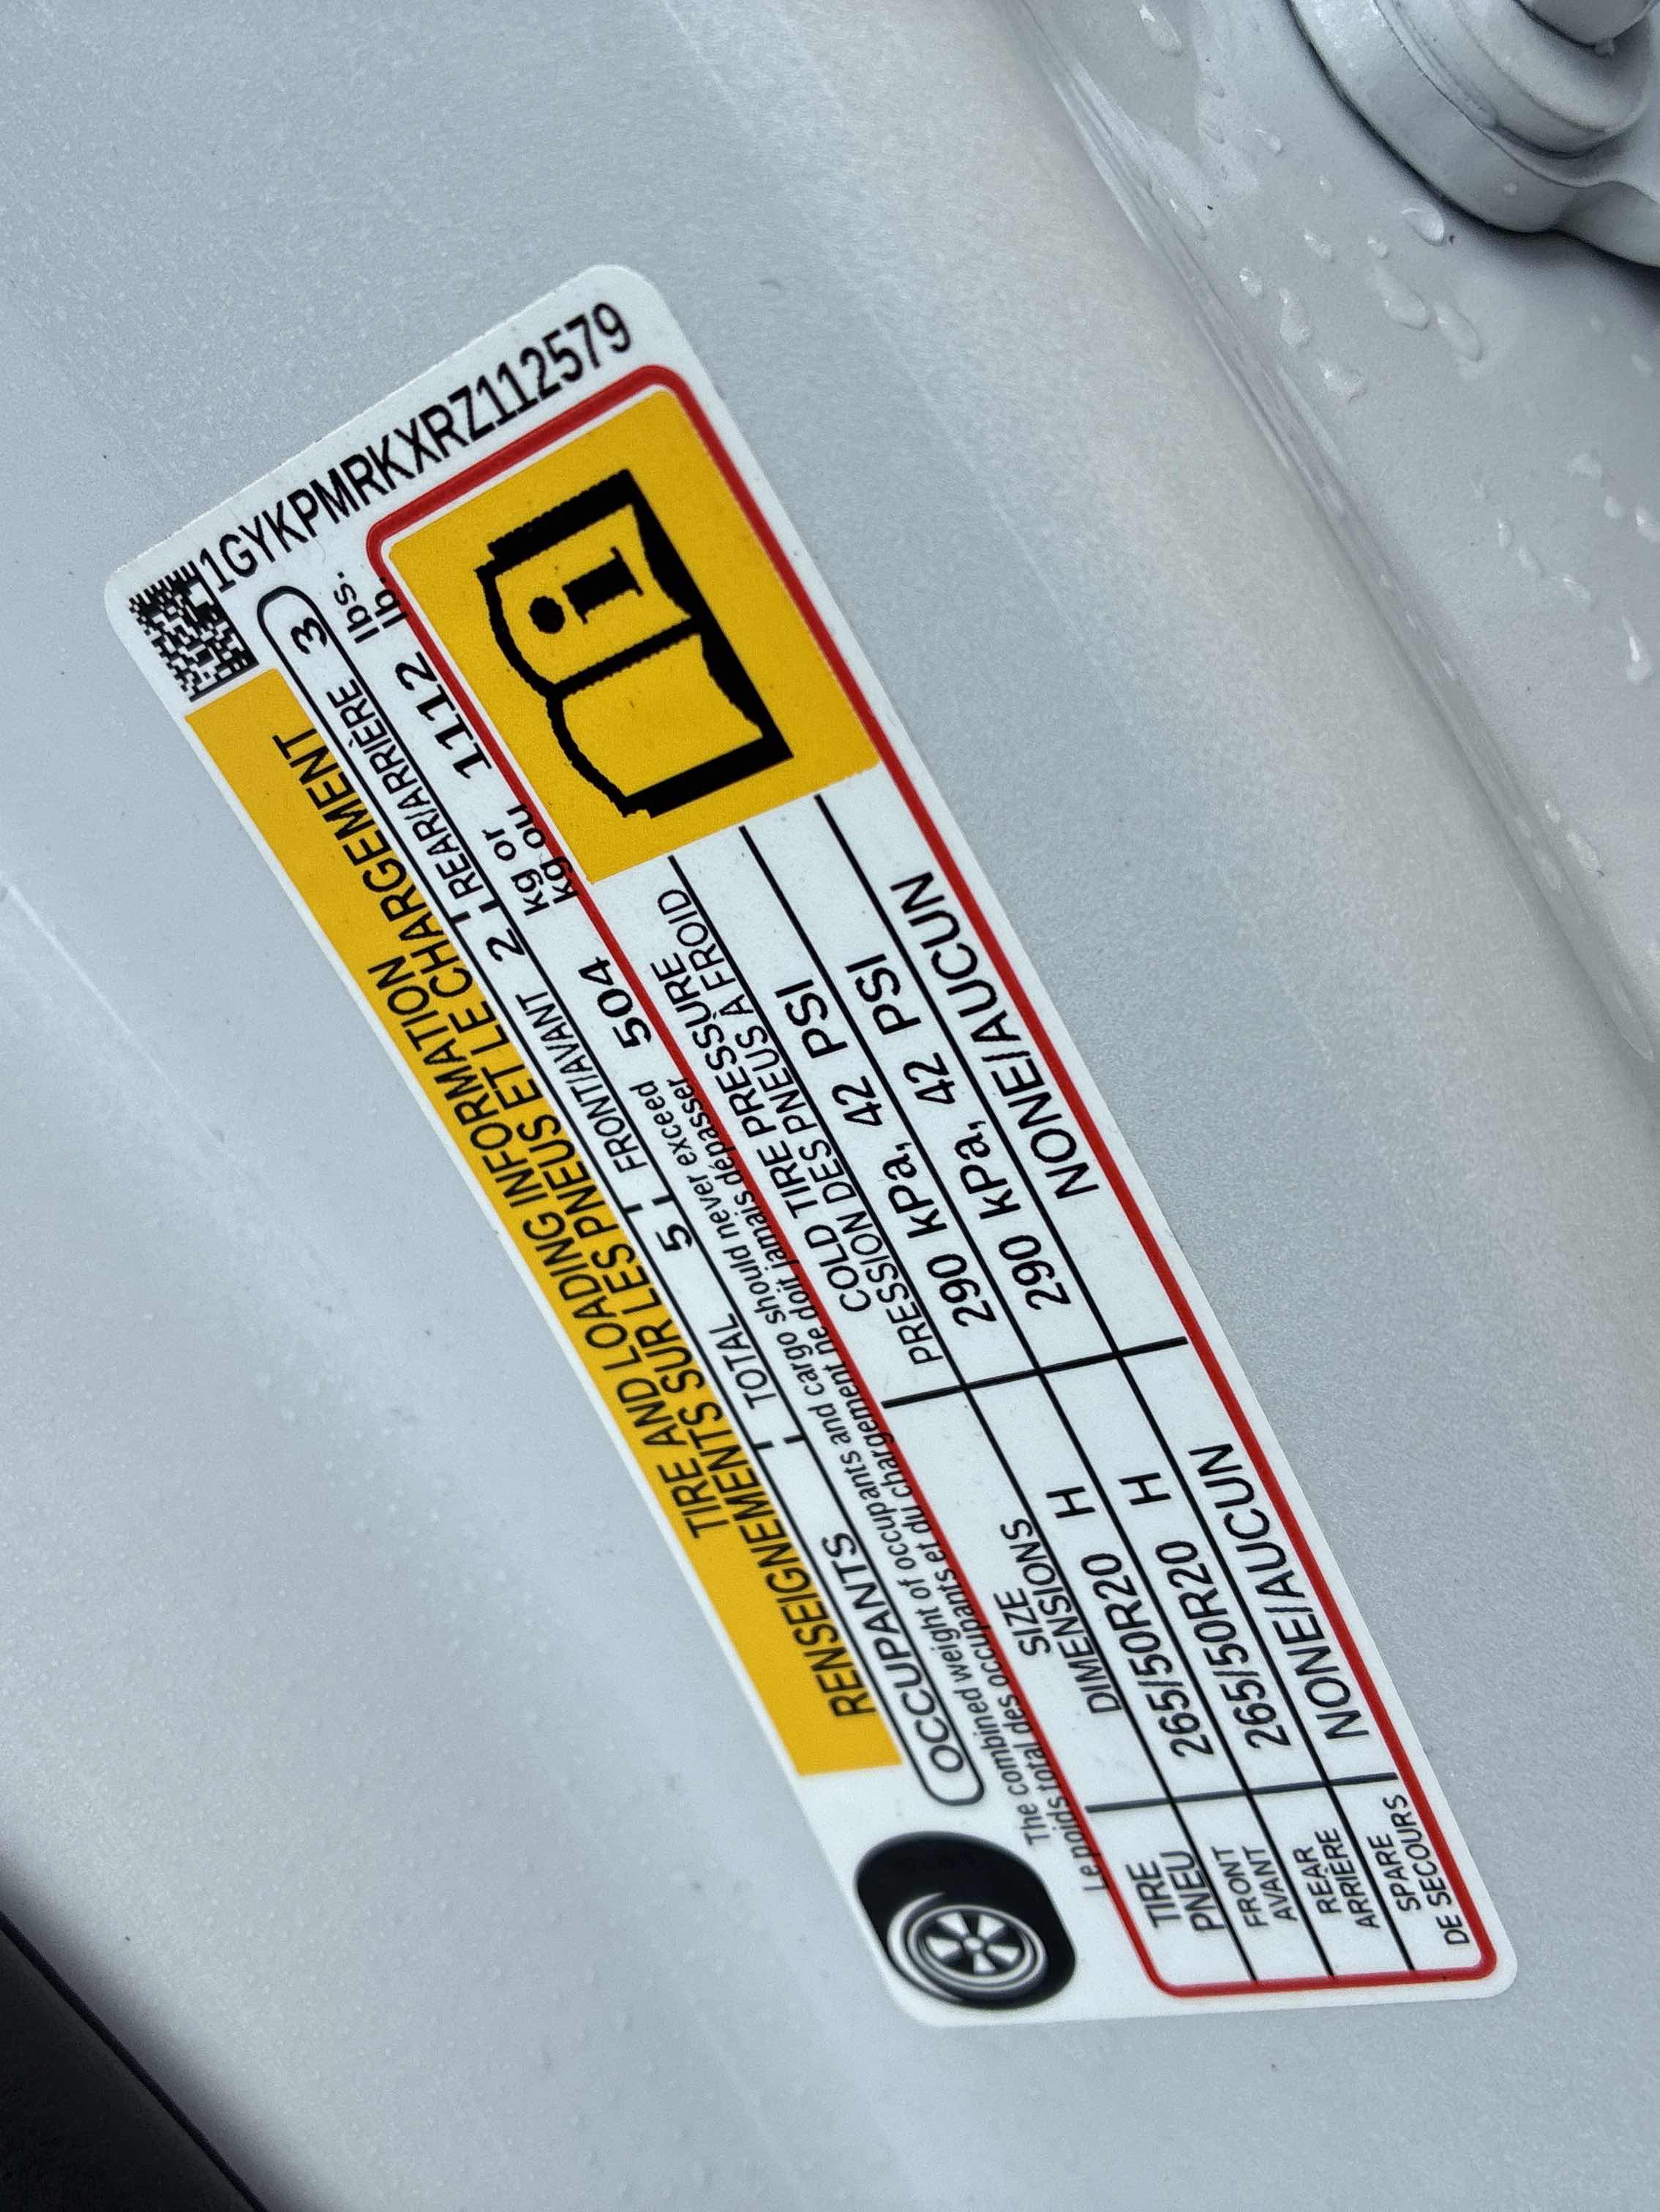 1GYKPMRKXRZ112579
TIRE AND LOADING INFORMATION
RENSEIGNEMENTS SUR LES PNEUS ET LE CHARGEMENT
OCCUPANTS TOTAL 5 FRONT/AVANT 2 REAR/ARRIÈRE 3
The combined weight of occupants and cargo should never exceed 504 kg or 1112 lbs.
Le poids total des occupants et du chargement ne doit jamais dépasser kg ou lb.
TIRE SIZE COLD TIRE PRESSURE
PNEU DIMENSIONS PRESSION DES PNEUS À FROID
FRONT
AVANT 265/50R20 H 290 kPa, 42 PSI
REAR
ARRIÈRE 265/50R20 H 290 kPa, 42 PSI
SPARE
DE SECOURS NONE/AUCUN NONE/AUCUN
i